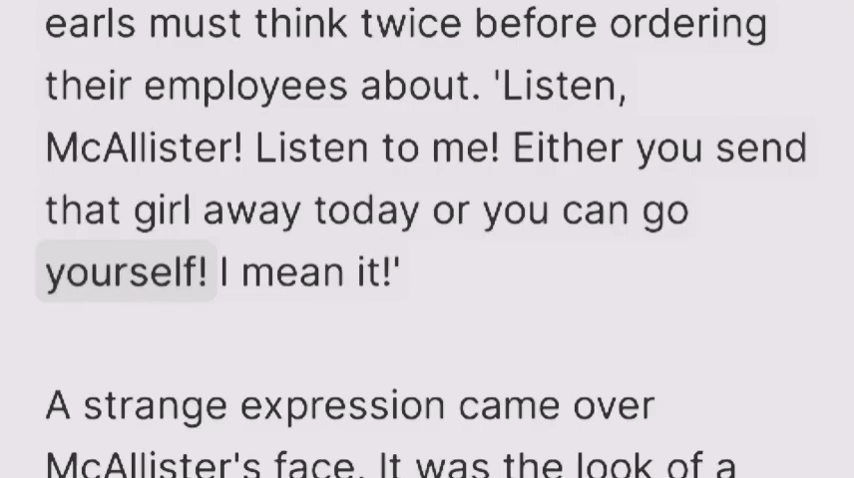 earls must think twice before ordering
their employees about. 'Listen,
McAllister! Listen to me! Either you send
that girl away today or you can go
yourself! I mean it!'
A strange expression came over
McAllister's face. It was the look of a